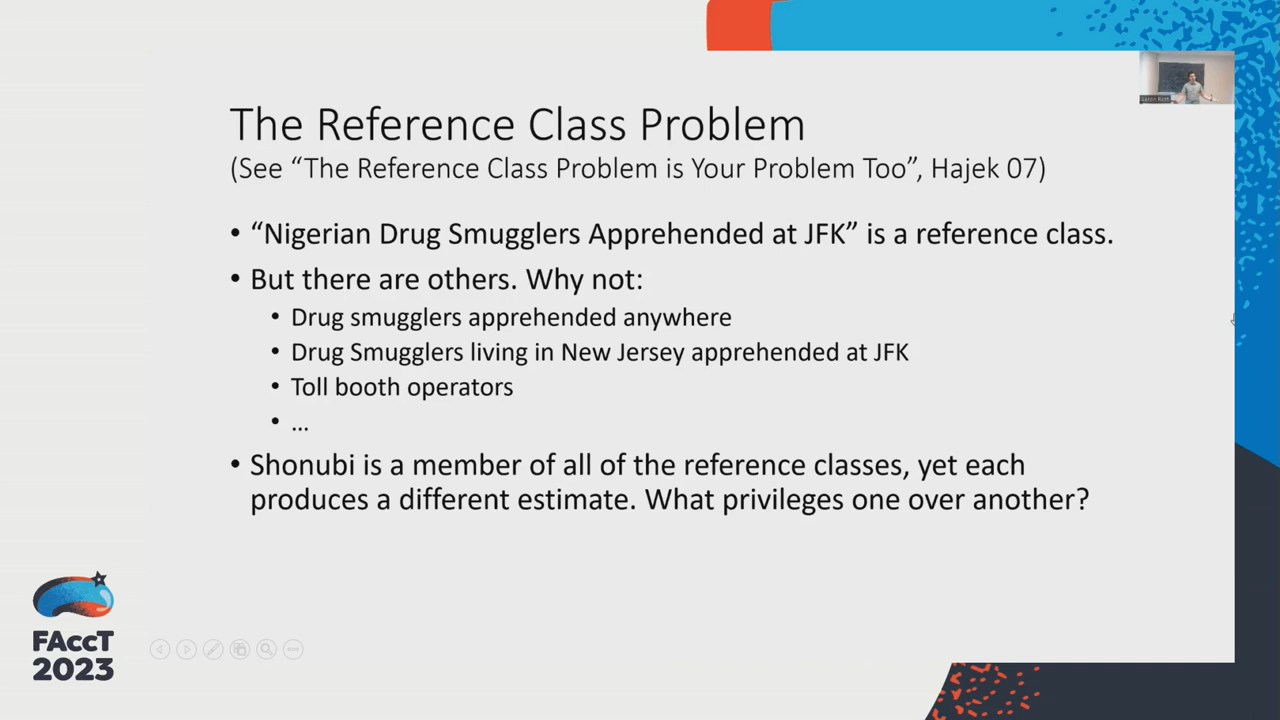 The Reference Class Problem
(See “The Reference Class Problem is Your Problem Too”, Hajek 07)
• “Nigerian Drug Smugglers Apprehended at JFK” is a reference class.
• But there are others. Why not:
• Drug smugglers apprehended anywhere
• Drug Smugglers living in New Jersey apprehended at JFK
• Toll booth operators
• ...
• Shonubi is a member of all of the reference classes, yet each
produces a different estimate. What privileges one over another?
Aaron Roth
FAccT
2023